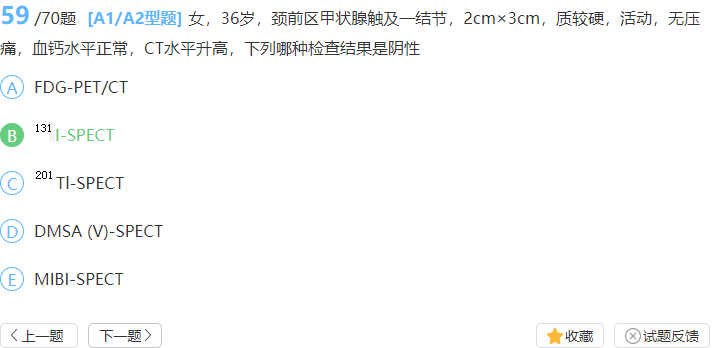 59 /70题 [A1/A2型题] 女，36岁，颈前区甲状腺触及一结节，2cm×3cm，质较硬，活动，无压
痛，血钙水平正常，CT水平升高，下列哪种检查结果是阴性
A FDG-PET/CT
B 131I-SPECT
C 201Tl-SPECT
D DMSA (V)-SPECT
E MIBI-SPECT
上一题 下一题 收藏 试题反馈